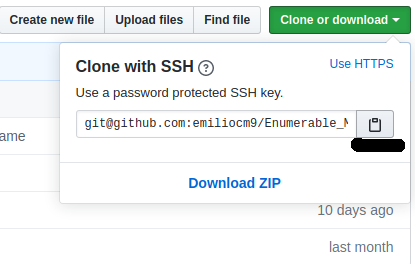 Create new file Upload files Find file Clone or download
Clone with SSH ? Use HTTPS
Use a password protected SSH key.
git@github.com:emiliocm9/Enumerable_
ame
Download ZIP
10 days ago
last month